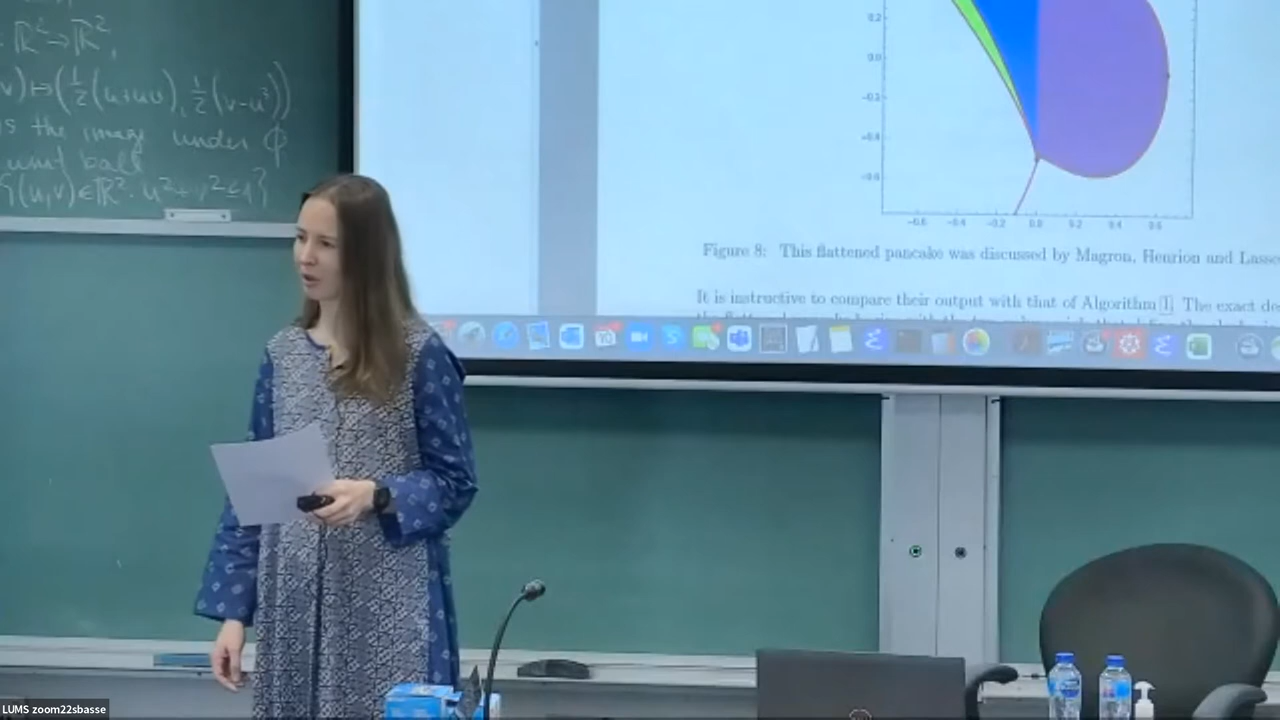 : ℝ²→ℝ²,
v)↦(½(u+uv), ½(v-u³))
is the image under ϕ
unit ball
{(u,v)∈ℝ²: u²+v²≤1}
0.2
0.0
-0.2
-0.4
-0.6
-0.6 -0.4 -0.2 0.0 0.2 0.4 0.6
Figure 8: This flattened pancake was discussed by Magron, Henrion and Lasse
It is instructive to compare their output with that of Algorithm 1. The exact de
LUMS zoom22sbasse